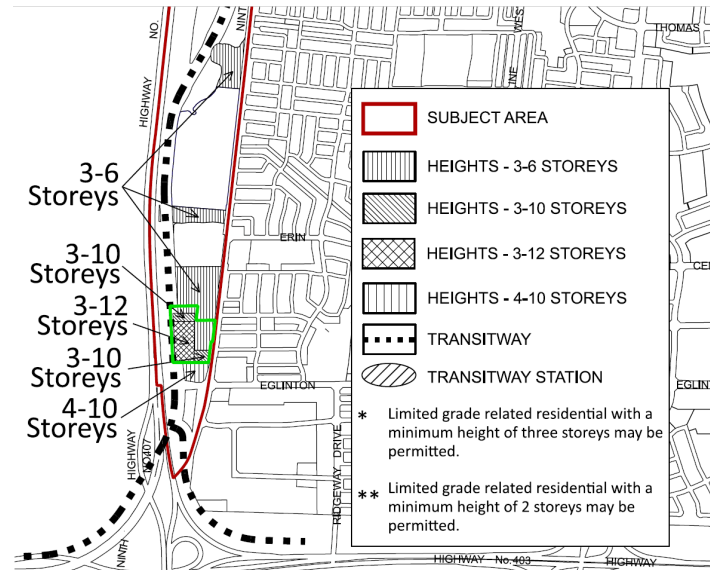 NO.
HIGHWAY
NINT
WES
THOMAS
LINE
3-6
Storeys
ERIN
3-10
Storeys
3-12
Storeys
3-10
Storeys
4-10
Storeys
EGLINTON
HIGHWAY
NO.407
NINTH
RIDGEWAY DRIVE
HIGHWAY No.403 HIGHWAY
CE
EGLINT
SUBJECT AREA
HEIGHTS - 3-6 STOREYS
HEIGHTS - 3-10 STOREYS
HEIGHTS - 3-12 STOREYS
HEIGHTS - 4-10 STOREYS
TRANSITWAY
TRANSITWAY STATION
* Limited grade related residential with a
minimum height of three storeys may be
permitted.
** Limited grade related residential with a
minimum height of 2 storeys may be
permitted.